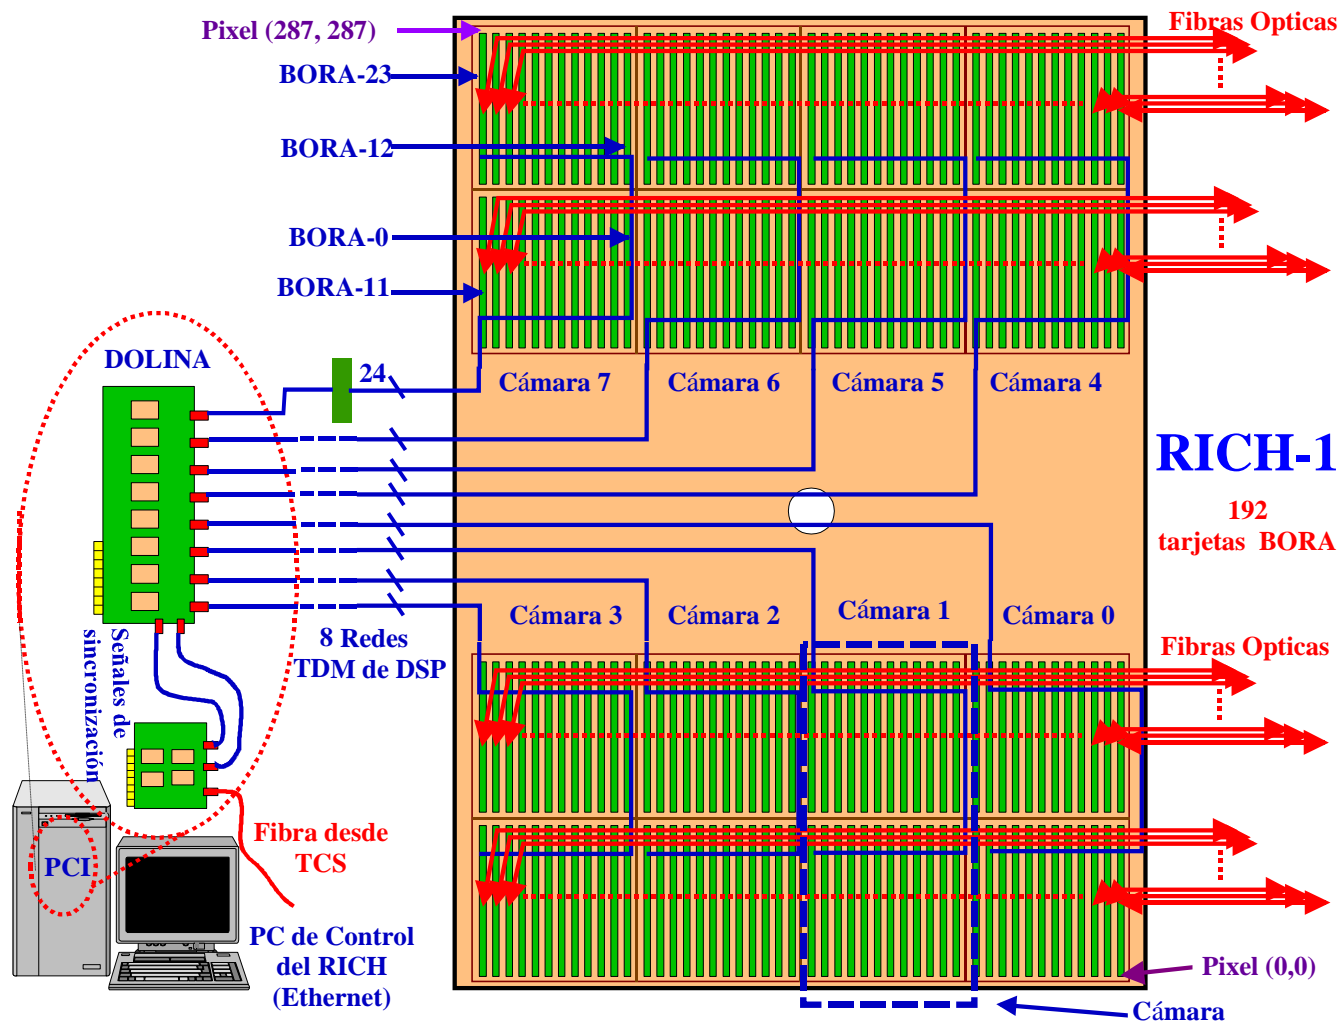 Pixel (287, 287)
Fibras Opticas
BORA-23
BORA-12
BORA-0
BORA-11
DOLINA
24
Cámara 7
Cámara 6
Cámara 5
Cámara 4
RICH-1
192
tarjetas BORA
Cámara 3
Cámara 2
Cámara 1
Cámara 0
8 Redes
TDM de DSP
Señales de
sincronización
Fibras Opticas
Fibra desde
TCS
PCI
PC de Control
del RICH
(Ethernet)
Pixel (0,0)
Cámara